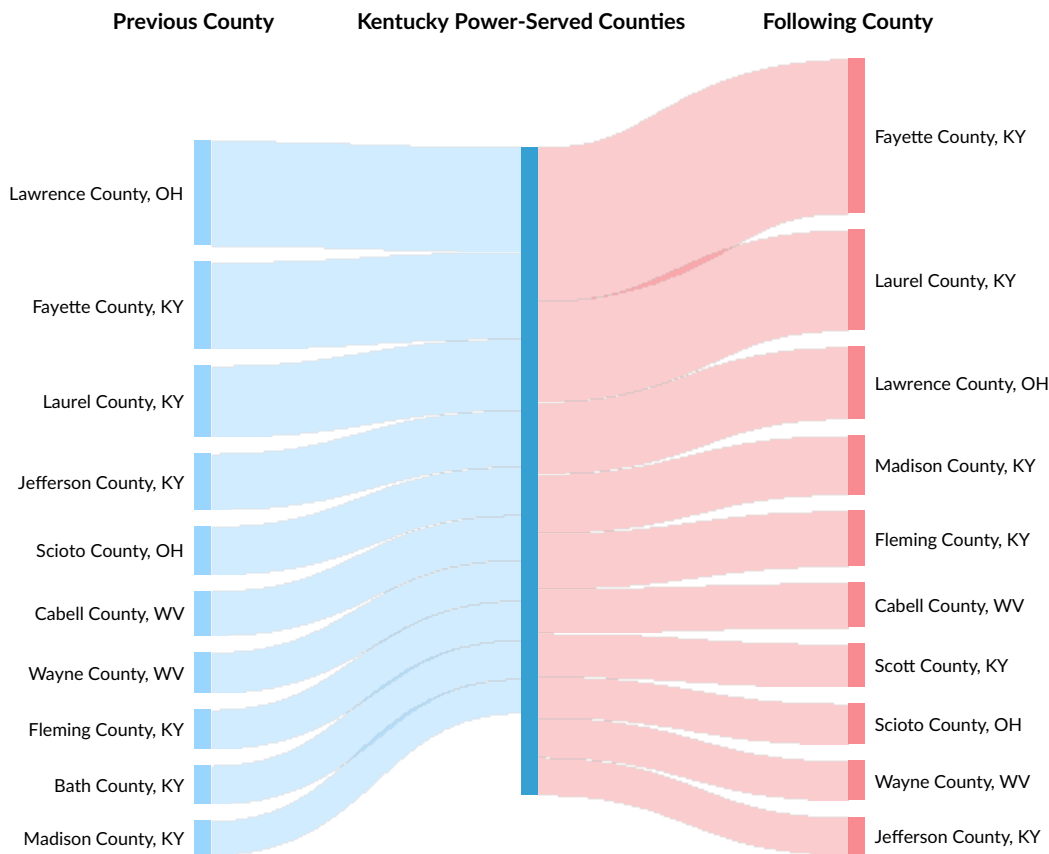 Previous County
Kentucky Power-Served Counties
Following County
Lawrence County, OH
Fayette County, KY
Laurel County, KY
Jefferson County, KY
Scioto County, OH
Cabell County, WV
Wayne County, WV
Fleming County, KY
Bath County, KY
Madison County, KY
Fayette County, KY
Laurel County, KY
Lawrence County, OH
Madison County, KY
Fleming County, KY
Cabell County, WV
Scott County, KY
Scioto County, OH
Wayne County, WV
Jefferson County, KY